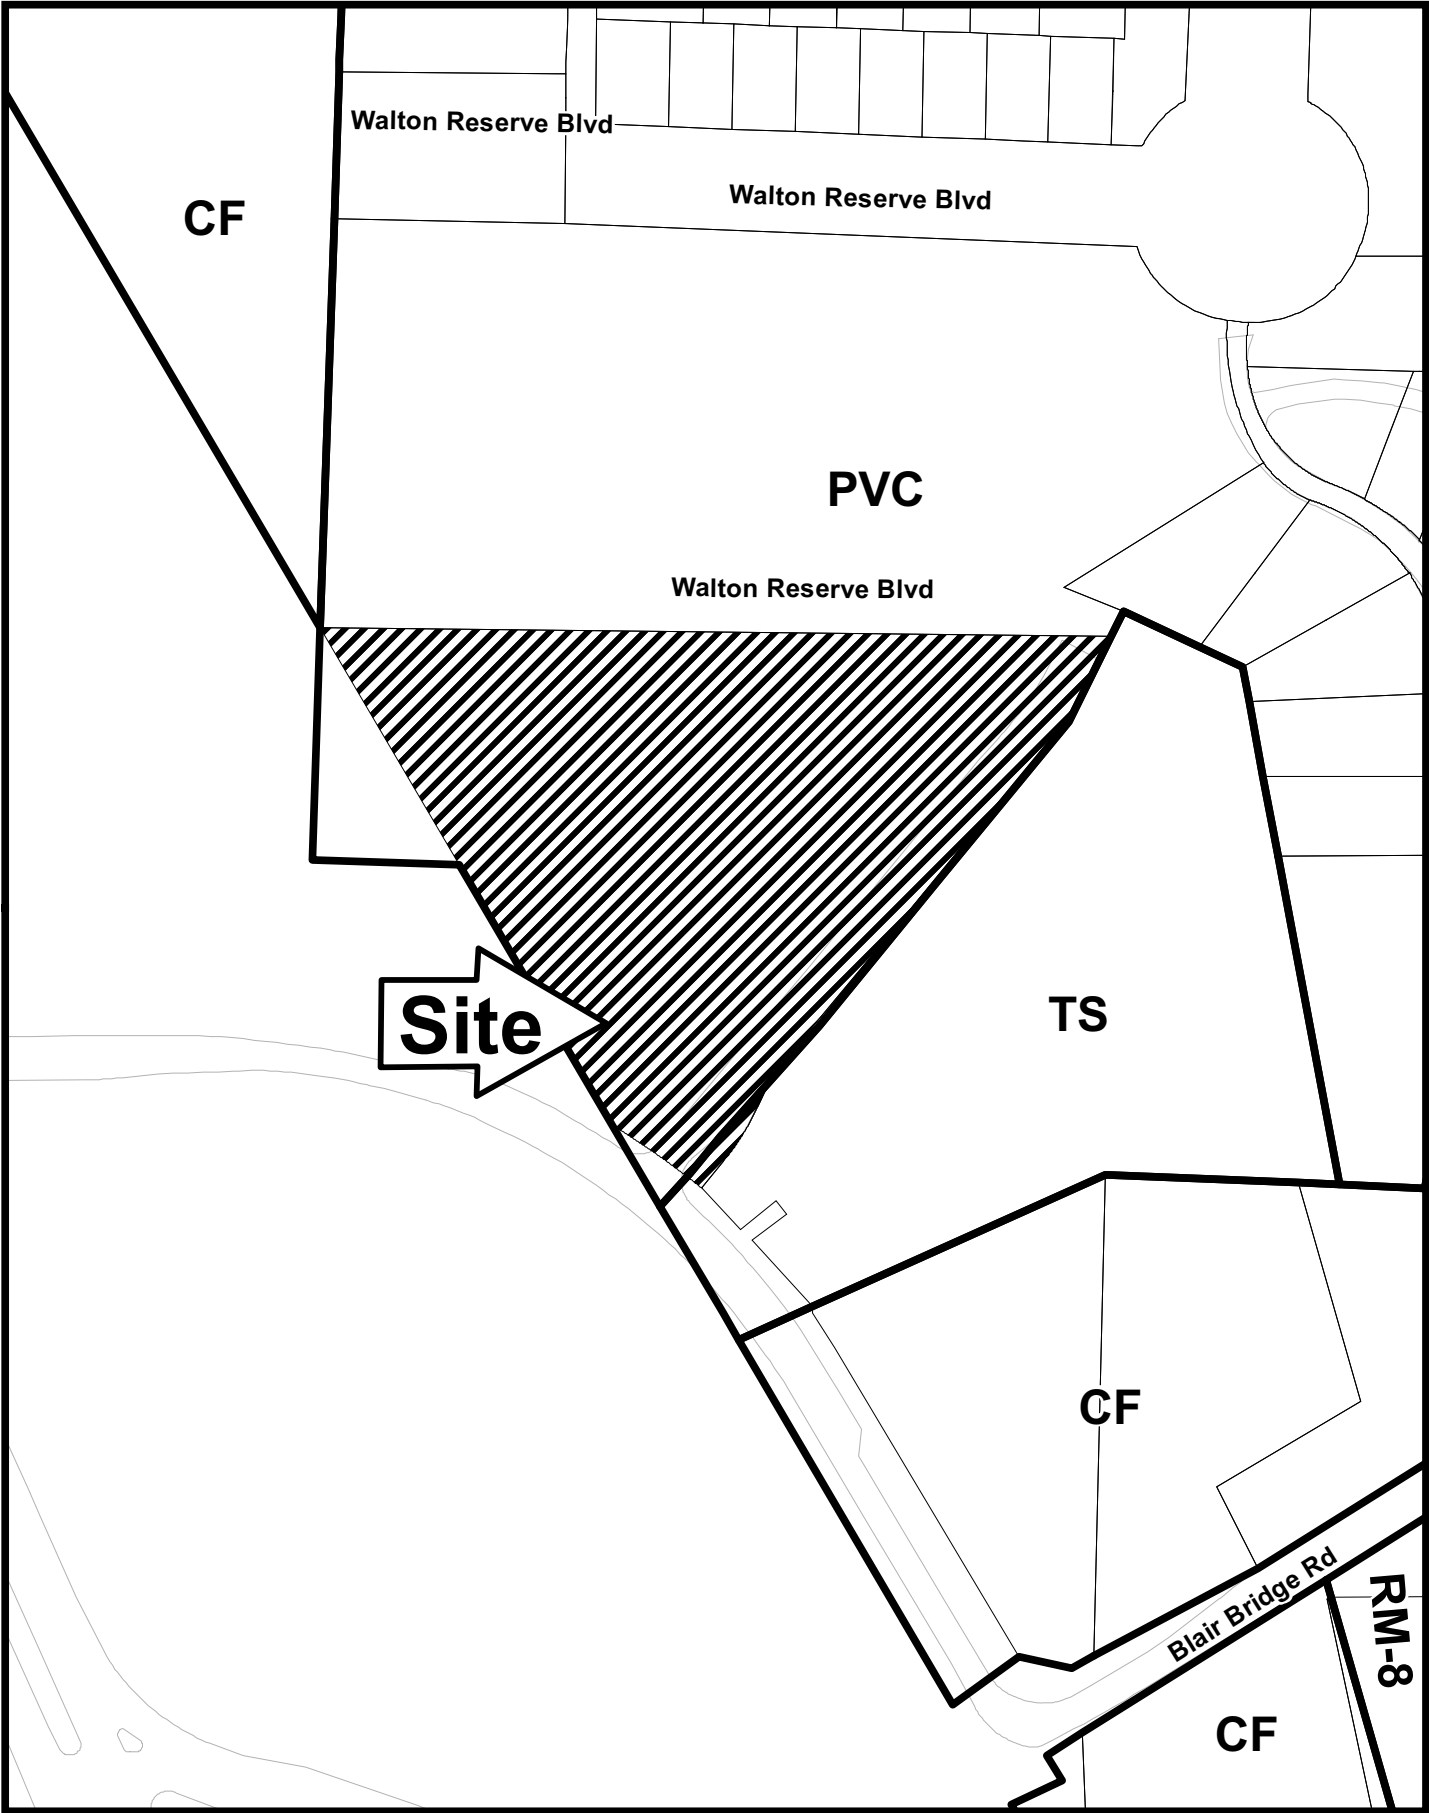 Walton Reserve Blvd
Walton Reserve Blvd
CF
PVC
Walton Reserve Blvd
Site
TS
CF
Blair Bridge Rd
RM-8
CF